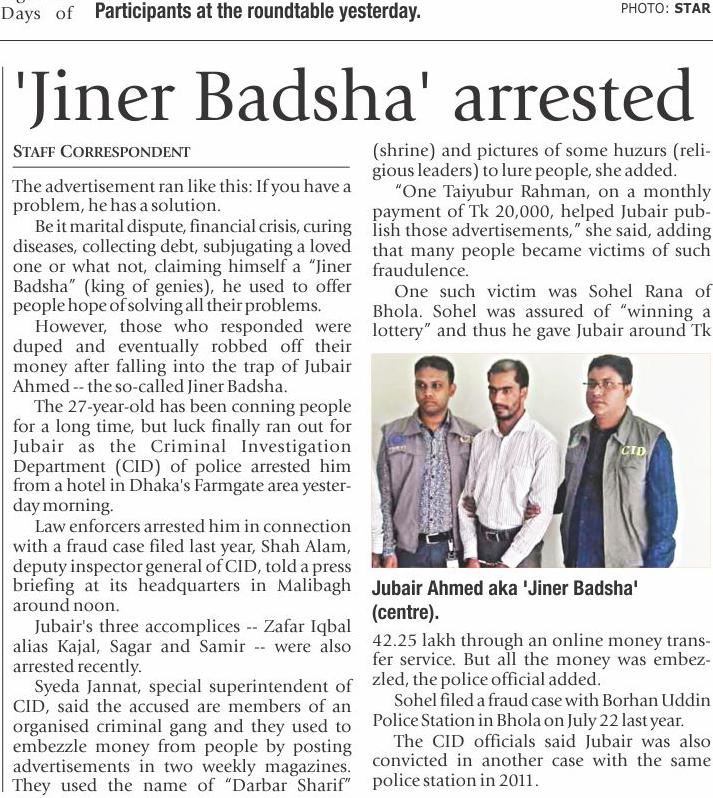 Days of
Participants at the roundtable yesterday.
PHOTO: STAR
'Jiner Badsha' arrested
STAFF CORRESPONDENT
The advertisement ran like this: If you have a
problem, he has a solution.
Be it marital dispute, financial crisis, curing
diseases, collecting debt, subjugating a loved
one or what not, claiming himself a “Jiner
Badsha” (king of genies), he used to offer
people hope of solving all their problems.
However, those who responded were
duped and eventually robbed off their
money after falling into the trap of Jubair
Ahmed -- the so-called Jiner Badsha.
The 27-year-old has been conning people
for a long time, but luck finally ran out for
Jubair as the Criminal Investigation
Department (CID) of police arrested him
from a hotel in Dhaka's Farmgate area yester-
day morning.
Law enforcers arrested him in connection
with a fraud case filed last year, Shah Alam,
deputy inspector general of CID, told a press
briefing at its headquarters in Malibagh
around noon.
Jubair's three accomplices -- Zafar Iqbal
alias Kajal, Sagar and Samir -- were also
arrested recently.
Syeda Jannat, special superintendent of
CID, said the accused are members of an
organised criminal gang and they used to
embezzle money from people by posting
advertisements in two weekly magazines.
They used the name of “Darbar Sharif”
(shrine) and pictures of some huzurs (reli-
gious leaders) to lure people, she added.
“One Taiyubur Rahman, on a monthly
payment of Tk 20,000, helped Jubair pub-
lish those advertisements,” she said, adding
that many people became victims of such
fraudulence.
One such victim was Sohel Rana of
Bhola. Sohel was assured of “winning a
lottery” and thus he gave Jubair around Tk
CID
Jubair Ahmed aka 'Jiner Badsha'
(centre).
42.25 lakh through an online money trans-
fer service. But all the money was embez-
zled, the police official added.
Sohel filed a fraud case with Borhan Uddin
Police Station in Bhola on July 22 last year.
The CID officials said Jubair was also
convicted in another case with the same
police station in 2011.